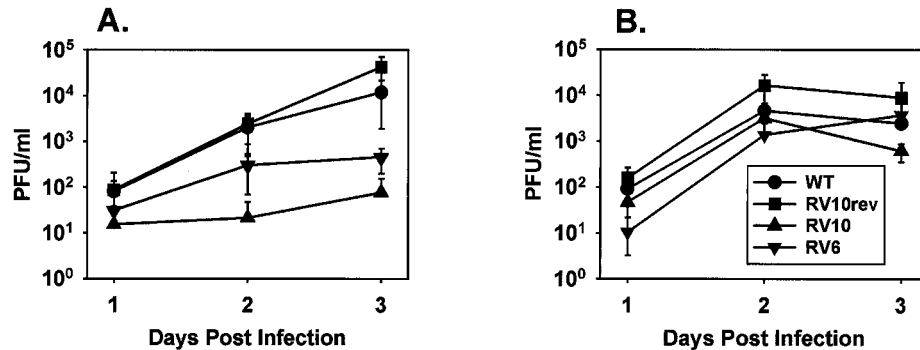 A.
10⁵
10⁴
10³
10²
10¹
10⁰
PFU/ml
1 2 3
Days Post Infection
B.
10⁵
10⁴
10³
10²
10¹
10⁰
PFU/ml
WT
RV10rev
RV10
RV6
1 2 3
Days Post Infection